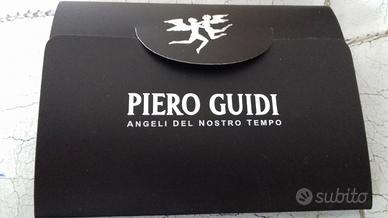 PIERO GUIDI
ANGELI DEL NOSTRO TEMPO
subito